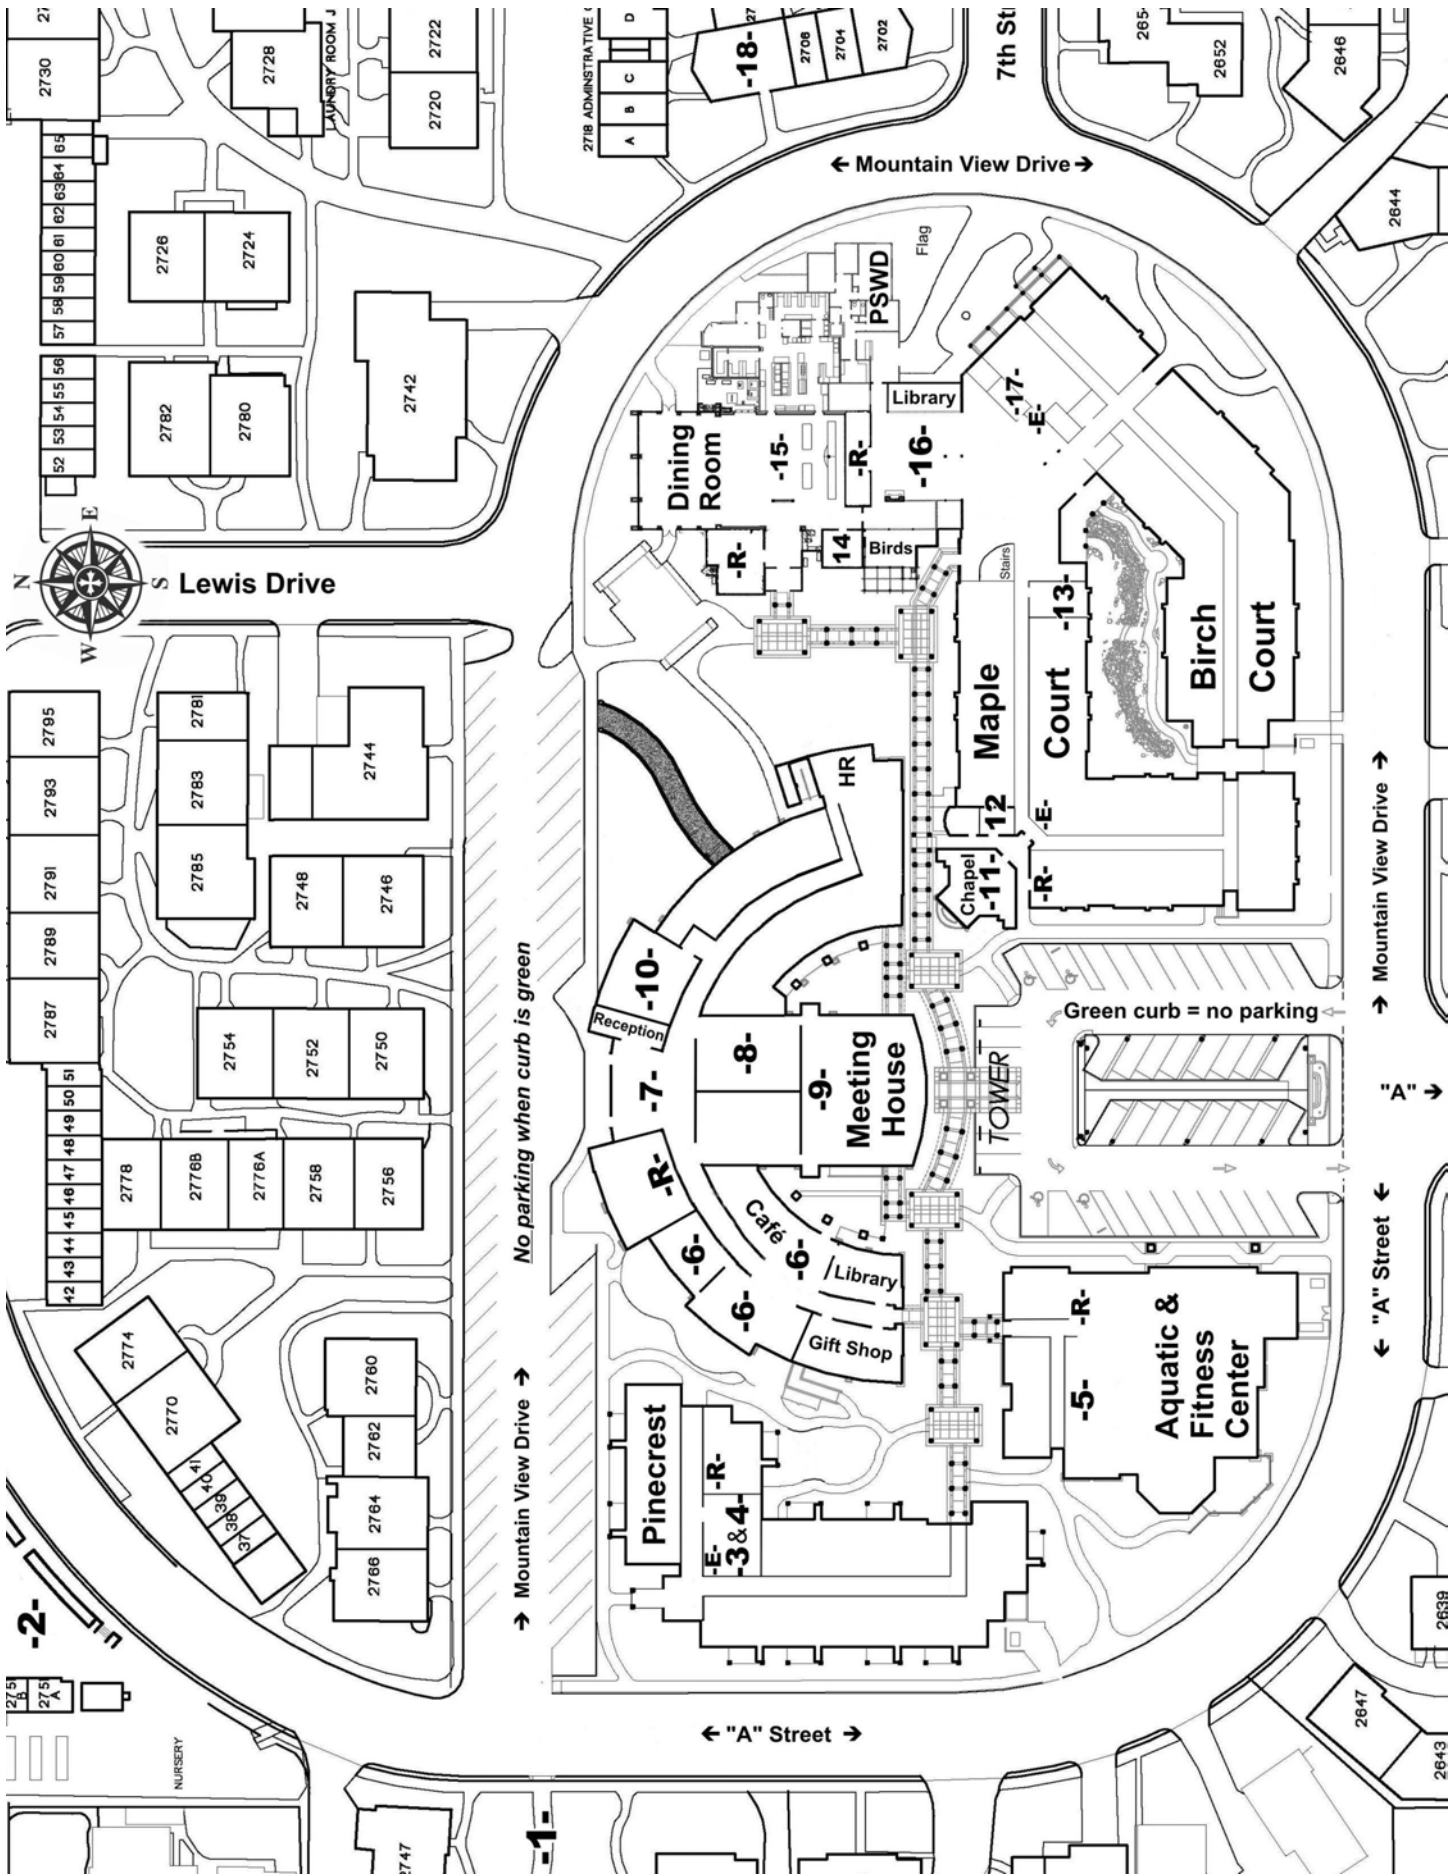 2730
2728
LAUNDRY ROOM
2722
2720
2718 ADMINISTRATIVE
D
C
B
A
-18-
2706
2704
2702
7th St
2652
2646
2644
← Mountain View Drive →
65
64
63
62
61
60
59
58
57
56
55
54
53
52
2726
2724
2782
2780
2742
N
E
S
W
Lewis Drive
Flag
PSWD
Library
-17-
-E-
Dining
Room
-15-
-R-
-16-
-R-
14
Birds
Stairs
-13-
Maple
Court
Birch
Court
12
-E-
Chapel
-11-
-R-
HR
2795
2793
2791
2789
2787
2781
2783
2785
2744
2748
2746
2754
2752
2750
51
50
49
48
47
46
45
44
43
42
2778
2776B
2776A
2758
2756
No parking when curb is green
-10-
Reception
-7-
-8-
-9-
Meeting
House
TOWER
Green curb = no parking
→ Mountain View Drive →
"A" →
← "A" Street ←
-R-
-6-
-6-
-6-
Café
Library
Gift Shop
-R-
-5-
Aquatic &
Fitness
Center
2774
2770
41
40
39
38
37
2760
2762
2764
2766
→ Mountain View Drive →
Pinecrest
-R-
-E-
-3&4-
-2-
275
B
275
A
NURSERY
← "A" Street →
2639
2647
2643
2747
-1-